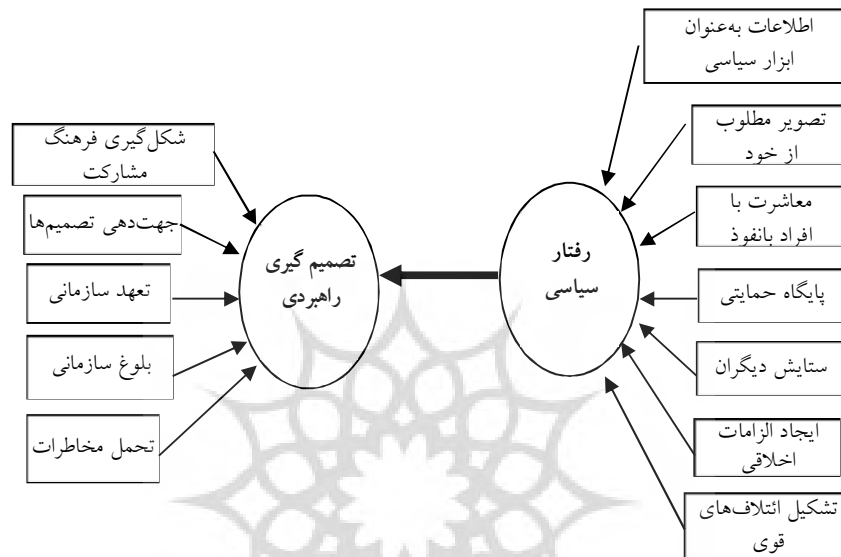 اطلاعات به‌عنوان
ابزار سیاسی
تصویر مطلوب
از خود
معاشرت با
افراد بانفوذ
پایگاه حمایتی
ستایش دیگران
ایجاد الزامات
اخلاقی
تشکیل ائتلاف‌های
قوی
رفتار
سیاسی
تصمیم گیری
راهبردی
شکل‌گیری فرهنگ
مشارکت
جهت‌دهی تصمیم‌ها
تعهد سازمانی
بلوغ سازمانی
تحمل مخاطرات